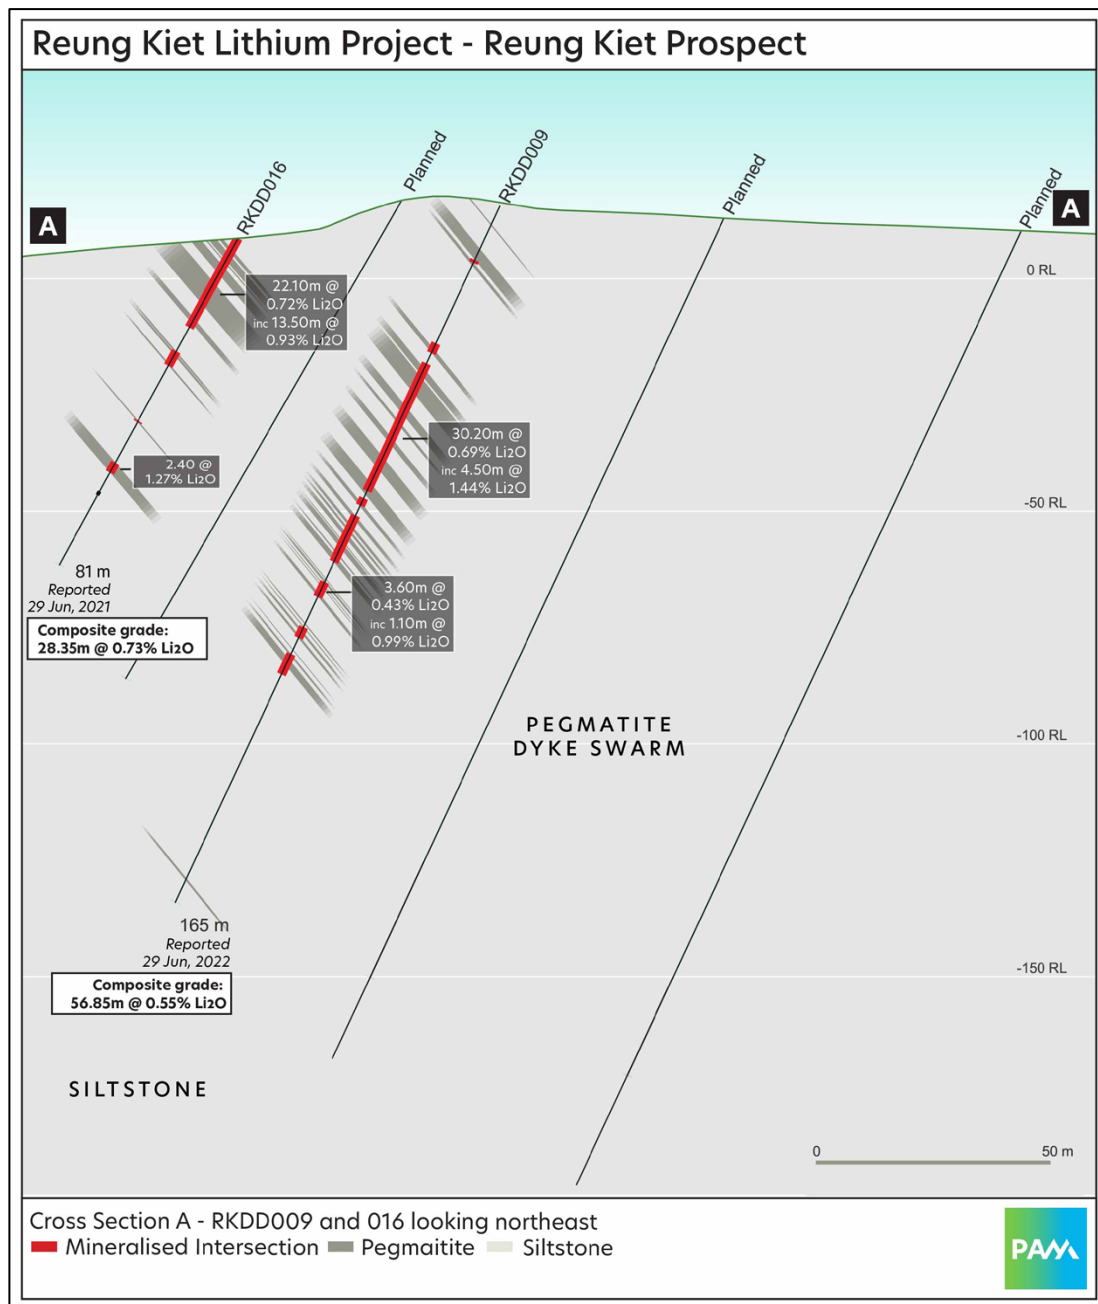 Reung Kiet Lithium Project - Reung Kiet Prospect
A
RKDD016
Planned
RKDD009
Planned
Planned
A
0 RL
22.10m @
0.72% Li2O
inc 13.50m @
0.93% Li2O
30.20m @
0.69% Li2O
inc 4.50m @
1.44% Li2O
2.40 @
1.27% Li2O
-50 RL
81 m
Reported
29 Jun, 2021
Composite grade:
28.35m @ 0.73% Li2O
3.60m @
0.43% Li2O
inc 1.10m @
0.99% Li2O
PEGMATITE
DYKE SWARM
-100 RL
165 m
Reported
29 Jun, 2022
Composite grade:
56.85m @ 0.55% Li2O
-150 RL
SILTSTONE
0
50 m
Cross Section A - RKDD009 and 016 looking northeast
Mineralised Intersection
Pegmaitite
Siltstone
PAM